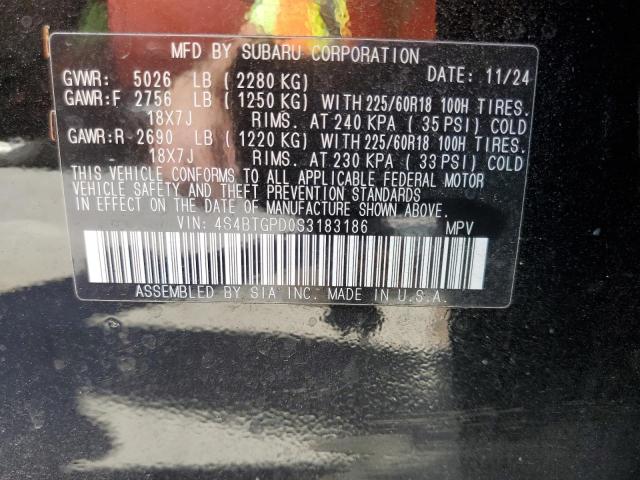 MFD BY SUBARU CORPORATION
GVWR: 5026 LB ( 2280 KG) DATE: 11/24
GAWR:F 2756 LB ( 1250 KG) WITH 225/60R18 100H TIRES.
18X7J RIMS. AT 240 KPA ( 35 PSI) COLD
GAWR:R 2690 LB ( 1220 KG) WITH 225/60R18 100H TIRES.
18X7J RIMS. AT 230 KPA ( 33 PSI) COLD
THIS VEHICLE CONFORMS TO ALL APPLICABLE FEDERAL MOTOR
VEHICLE SAFETY AND THEFT PREVENTION STANDARDS
IN EFFECT ON THE DATE OF MANUFACTURE SHOWN ABOVE.
VIN: 4S4BTGPD0S3183186 MPV
ASSEMBLED BY SIA INC. MADE IN U.S.A.